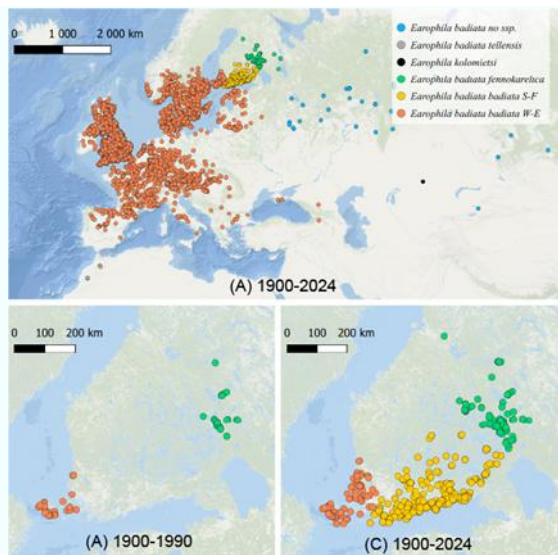 0 1 000 2 000 km
Earophila badiata no ssp.
Earophila badiata tellensis
Earophila kolomietsi
Earophila badiata fennokarelica
Earophila badiata badiata S-F
Earophila badiata badiata W-E
(A) 1900-2024
0 100 200 km
(A) 1900-1990
0 100 200 km
(C) 1900-2024